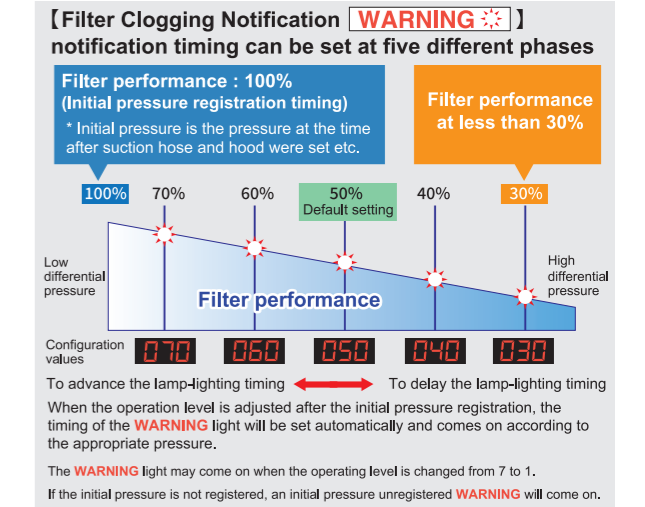 【Filter Clogging Notification WARNING】
notification timing can be set at five different phases
Filter performance : 100%
(Initial pressure registration timing)
* Initial pressure is the pressure at the time
after suction hose and hood were set etc.
Filter performance
at less than 30%
100% 70% 60% 50% 40% 30%
Default setting
Low
differential
pressure
High
differential
pressure
Filter performance
Configuration
values
070 060 050 040 030
To advance the lamp-lighting timing To delay the lamp-lighting timing
When the operation level is adjusted after the initial pressure registration, the
timing of the WARNING light will be set automatically and comes on according to
the appropriate pressure.
The WARNING light may come on when the operating level is changed from 7 to 1.
If the initial pressure is not registered, an initial pressure unregistered WARNING will come on.